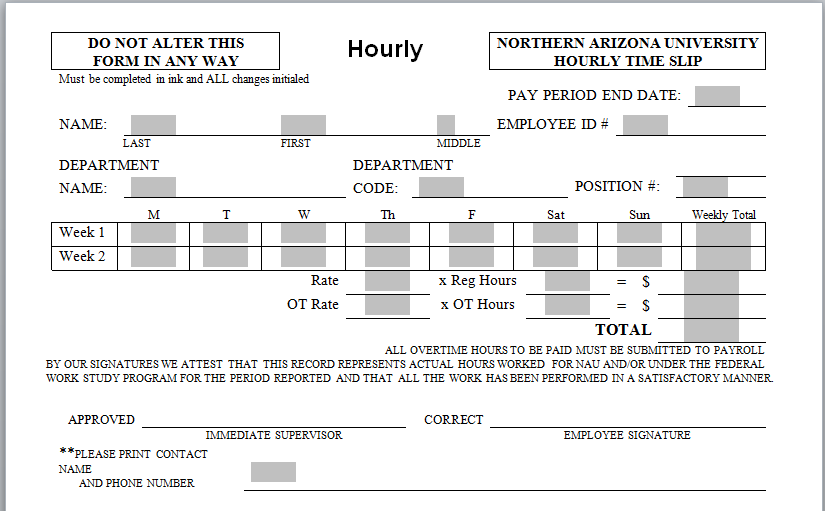 DO NOT ALTER THIS
FORM IN ANY WAY
Hourly
NORTHERN ARIZONA UNIVERSITY
HOURLY TIME SLIP
Must be completed in ink and ALL changes initialed
PAY PERIOD END DATE:
NAME:
EMPLOYEE ID #
LAST FIRST MIDDLE
DEPARTMENT
NAME:
DEPARTMENT
CODE:
POSITION #:
M T W Th F Sat Sun Weekly Total
Week 1
Week 2
Rate x Reg Hours = $
OT Rate x OT Hours = $
TOTAL
ALL OVERTIME HOURS TO BE PAID MUST BE SUBMITTED TO PAYROLL
BY OUR SIGNATURES WE ATTEST THAT THIS RECORD REPRESENTS ACTUAL HOURS WORKED FOR NAU AND/OR UNDER THE FEDERAL
WORK STUDY PROGRAM FOR THE PERIOD REPORTED AND THAT ALL THE WORK HAS BEEN PERFORMED IN A SATISFACTORY MANNER.
APPROVED CORRECT
IMMEDIATE SUPERVISOR EMPLOYEE SIGNATURE
**PLEASE PRINT CONTACT
NAME
AND PHONE NUMBER